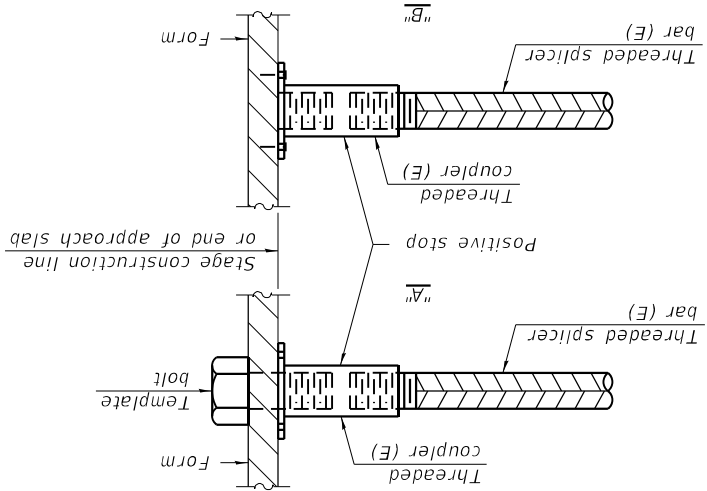 Form
Threaded
coupler (E)
Template
bolt
Threaded splicer
bar (E)
"A"
Stage construction line
or end of approach slab
Positive stop
Threaded
coupler (E)
Threaded splicer
bar (E)
Form
"B"